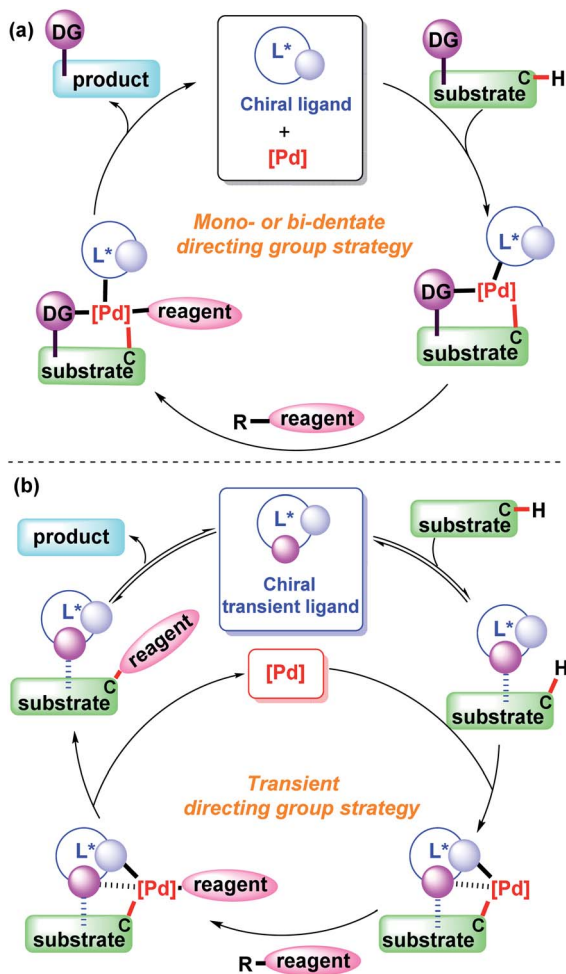 (a)
DG
product
L*
Chiral ligand
+
[Pd]
DG
C H
substrate
Mono- or bi-dentate
directing group strategy
L*
DG [Pd] reagent
C
substrate
L*
DG [Pd]
C
substrate
R reagent
(b)
product
L*
Chiral
transient ligand
C H
substrate
L*
reagent
C
substrate
[Pd]
L*
H
C
substrate
Transient
directing group strategy
L*
[Pd] reagent
C
substrate
L*
[Pd]
C
substrate
R reagent